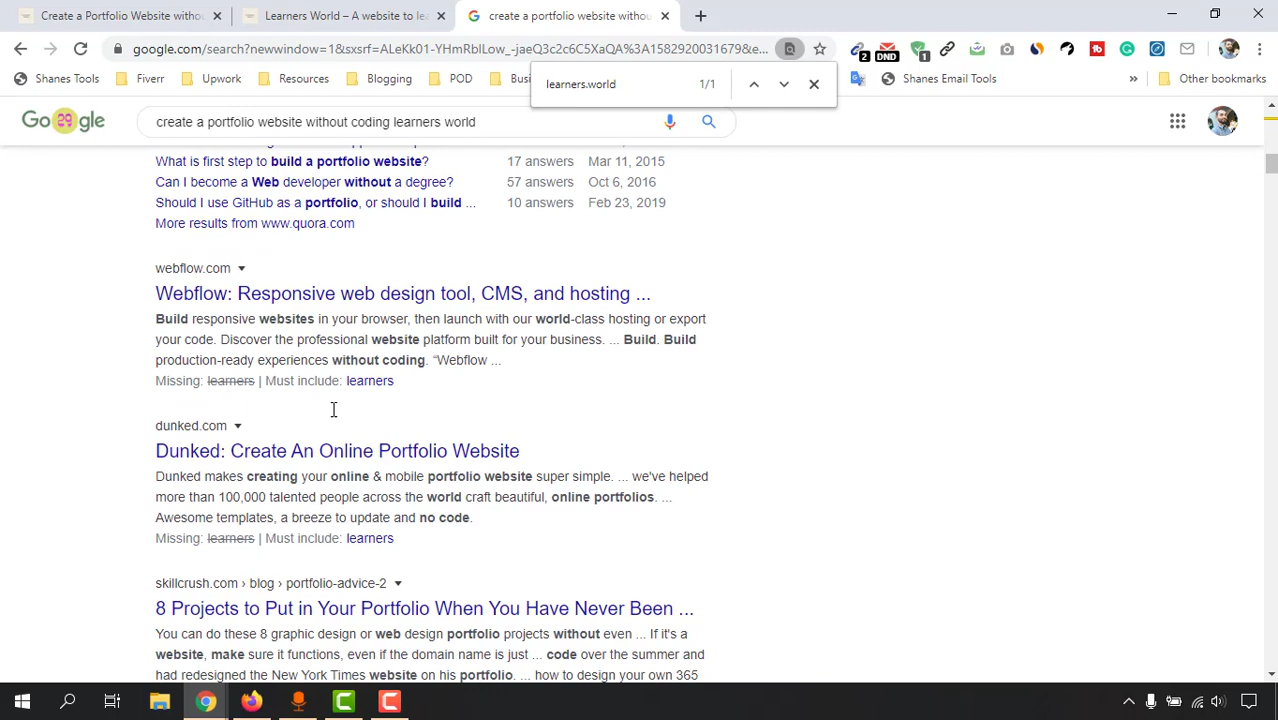 Create a Portfolio Website withou
Learners World – A website to le
create a portfolio website withou
google.com/search?newwindow=1&sxsrf=ALeKk01-YHmRbILow_-jaeQ3c2c6C5XaQA%3A1582920031679&e...
2
DND
1
Shanes Tools
Fiverr
Upwork
Resources
Blogging
POD
Busi
Shanes Email Tools
»
Other bookmarks
learners.world
1/1
Google
29
create a portfolio website without coding learners world
What is first step to build a portfolio website? 17 answers Mar 11, 2015
Can I become a Web developer without a degree? 57 answers Oct 6, 2016
Should I use GitHub as a portfolio, or should I build ... 10 answers Feb 23, 2019
More results from www.quora.com
webflow.com
Webflow: Responsive web design tool, CMS, and hosting ...
Build responsive websites in your browser, then launch with our world-class hosting or export
your code. Discover the professional website platform built for your business. ... Build. Build
production-ready experiences without coding. “Webflow ...
Missing: learners | Must include: learners
dunked.com
Dunked: Create An Online Portfolio Website
Dunked makes creating your online & mobile portfolio website super simple. ... we've helped
more than 100,000 talented people across the world craft beautiful, online portfolios. ...
Awesome templates, a breeze to update and no code.
Missing: learners | Must include: learners
skillcrush.com › blog › portfolio-advice-2
8 Projects to Put in Your Portfolio When You Have Never Been ...
You can do these 8 graphic design or web design portfolio projects without even ... If it's a
website, make sure it functions, even if the domain name is just ... code over the summer and
had redesigned the New York Times website on his portfolio. ... how to design your own 365